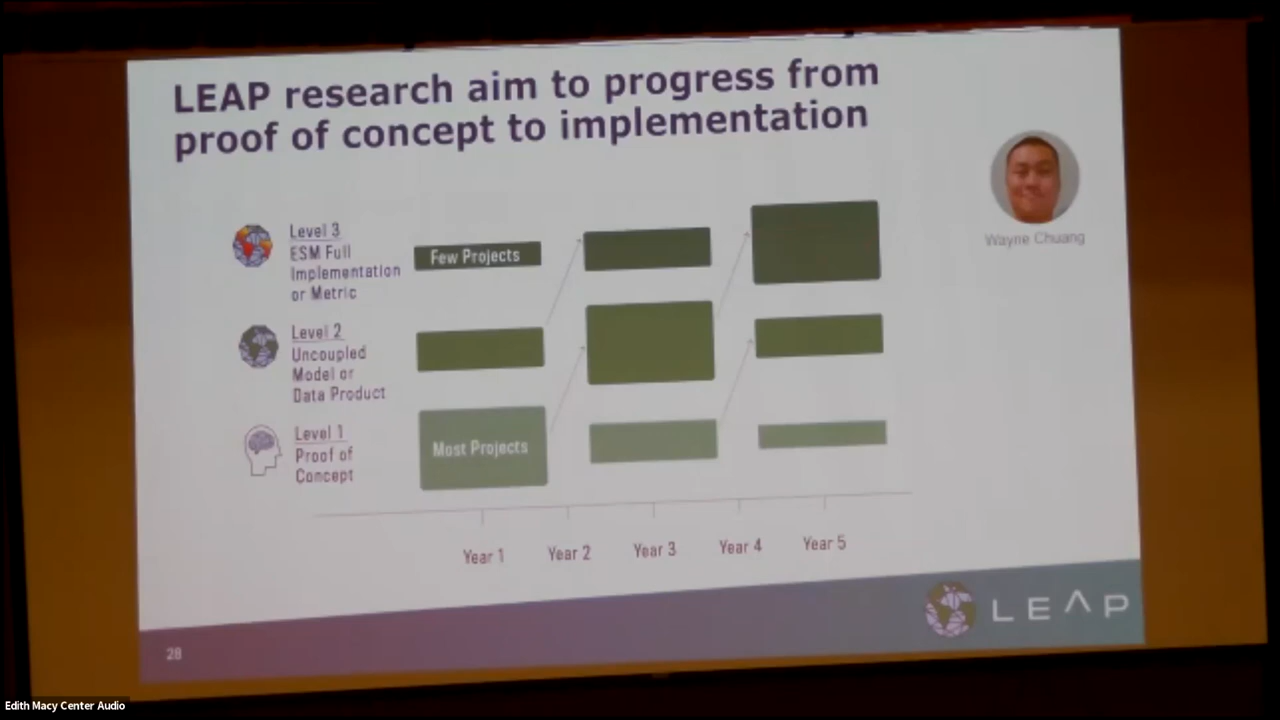 LEAP research aim to progress from
proof of concept to implementation
Wayne Chuang
Level 3
ESM Full
Implementation
or Metric
Few Projects
Level 2
Uncoupled
Model or
Data Product
Level 1
Proof of
Concept
Most Projects
Year 1
Year 2
Year 3
Year 4
Year 5
28
LEAP
Edith Macy Center Audio